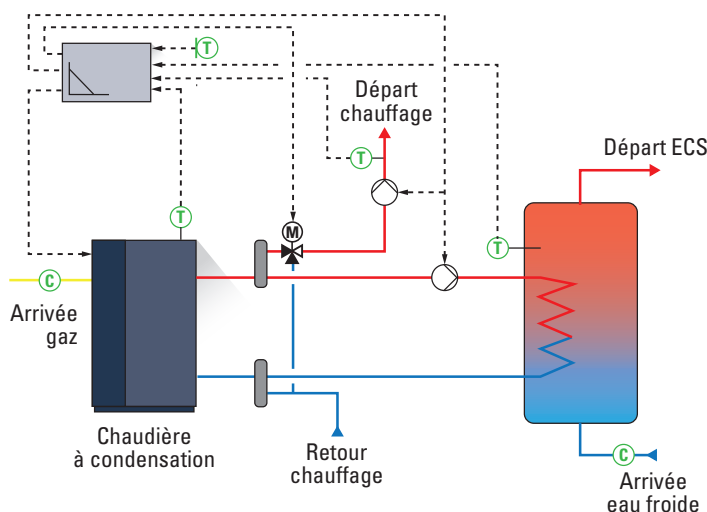 T
Départ
chauffage
Départ ECS
T
T
M
T
C
Arrivée
gaz
Chaudière
à condensation
Retour
chauffage
C
Arrivée
eau froide